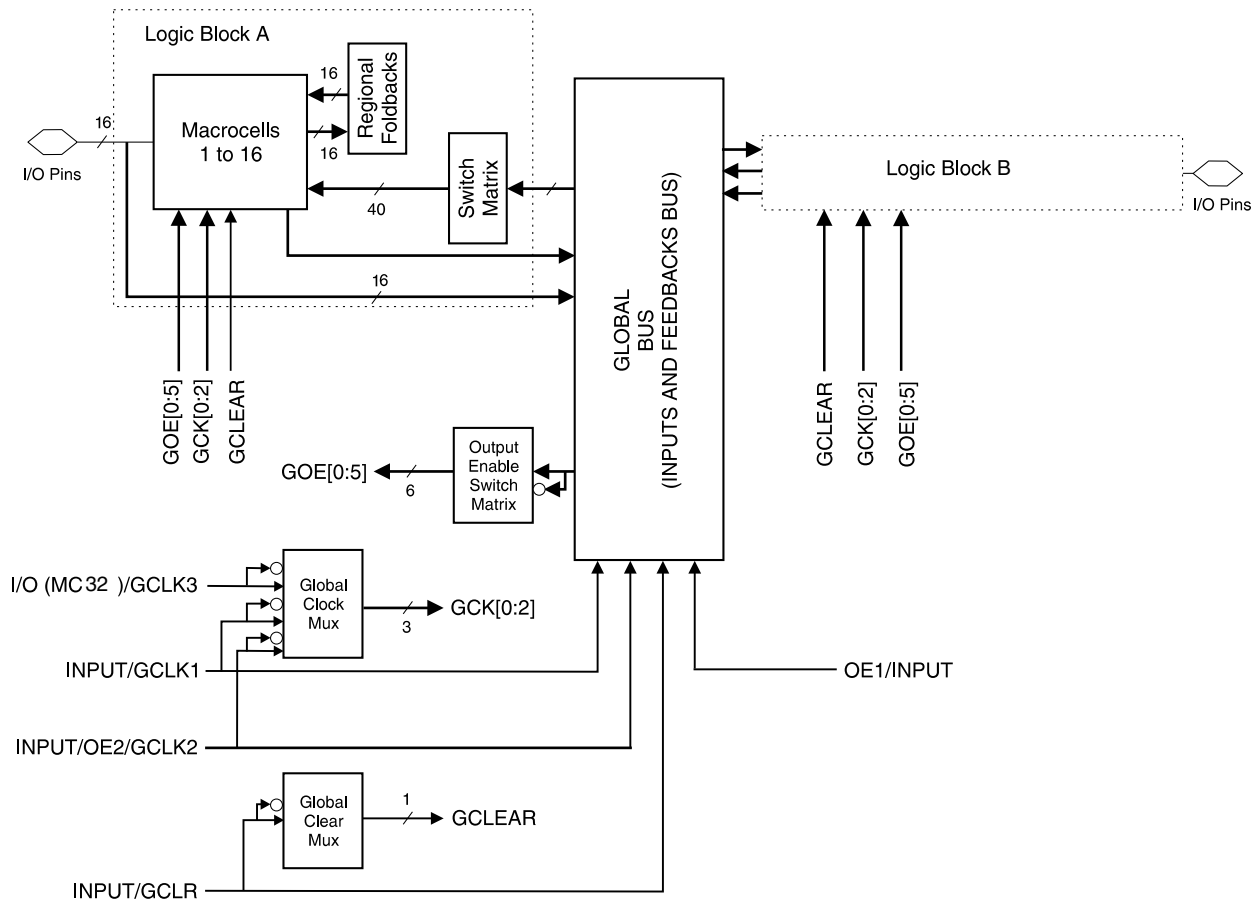 Logic Block A
16
Regional
Foldbacks
16
Macrocells
1 to 16
16
I/O Pins
Switch
Matrix
40
16
GOE[0:5]
GCK[0:2]
GCLEAR
GLOBAL
BUS
(INPUTS AND FEEDBACKS BUS)
Logic Block B
I/O Pins
GCLEAR
GCK[0:2]
GOE[0:5]
Output
Enable
Switch
Matrix
GOE[0:5]
6
I/O (MC32 )/GCLK3
Global
Clock
Mux
GCK[0:2]
3
INPUT/GCLK1
OE1/INPUT
INPUT/OE2/GCLK2
Global
Clear
Mux
1
GCLEAR
INPUT/GCLR